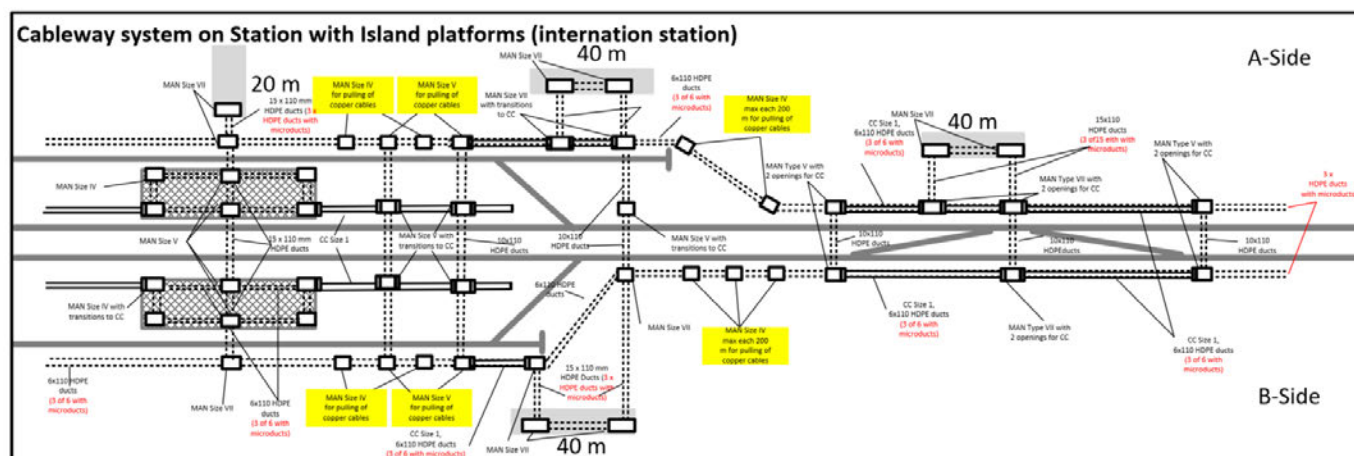 Cableway system on Station with Island platforms (internation station)
A-Side
40 m
MAN Size VII
MAN Size VII
20 m
15 x 110 mm
HDPE ducts (3 x
HDPE ducts with
microducts)
MAN Size IV
for pulling of
copper cables
MAN Size V
for pulling of
copper cables
MAN Size VII
with transitions
to CC
6x110 HDPE
ducts
(3 of 6 with
microducts)
MAN Size IV
max each 200
m for pulling of
copper cables
CC Size 1,
6x110 HDPE ducts
(3 of 6 with
microducts)
MAN Size VII
40 m
15x110
HDPE ducts
(3 of15 eith with
microducts)
MAN Type V with
2 openings for CC
MAN Type VII with
2 openings for CC
MAN Type V with
2 openings for CC
3 x
HDPE ducts
with microducts
MAN Size IV
MAN Size V
15 x 110 mm
HDPE ducts
CC Size 1
MAN Size V with
transitions to CC
10x110
HDPE ducts
10x110
HDPE ducts
MAN Size V with
transitions to CC
10x110
HDPE ducts
10x110
HDPEducts
10x110
HDPE ducts
MAN Size IV with
transitions to CC
6x110 HDPE
ducts
MAN Size VII
MAN Size IV
max each 200
m for pulling of
copper cables
CC Size 1,
6x110 HDPE ducts
(3 of 6 with
microducts)
MAN Type VII with
2 openings for CC
CC Size 1,
6x110 HDPE ducts
(3 of 6 with
microducts)
6x110 HDPE
ducts
(3 of 6 with
microducts)
MAN Size VII
6x110 HDPE
ducts
(3 of 6 with
microducts)
MAN Size IV
for pulling of
copper cables
MAN Size V
for pulling of
copper cables
15 x 110 mm
HDPE Ducts (3 x
HDPE ducts with
microducts)
CC Size 1,
6x110 HDPE ducts
(3 of 6 with
microducts)
MAN Size VII
40 m
B-Side